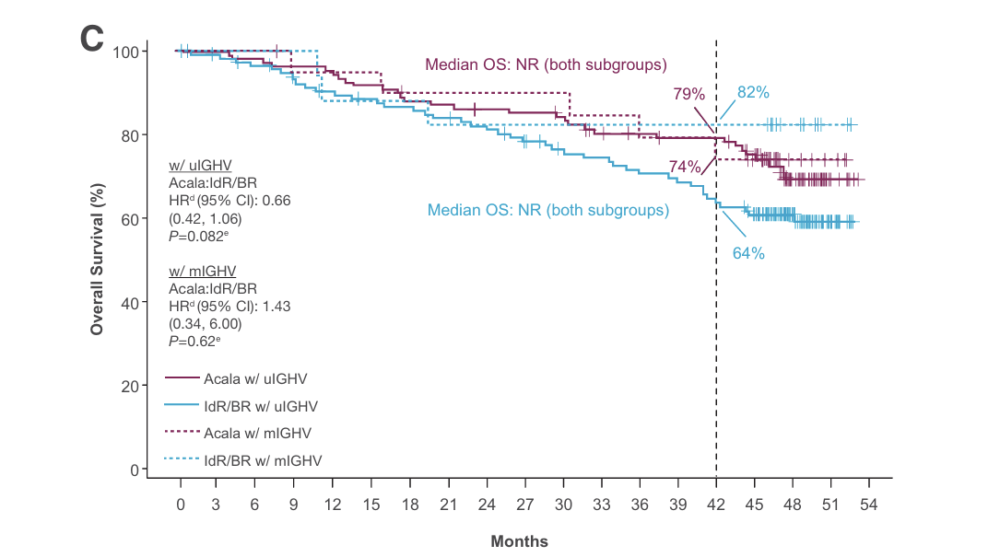 C
100
80
60
40
20
0
Overall Survival (%)
Median OS: NR (both subgroups)
79%
82%
74%
w/ uIGHV
Acala:IdR/BR
HRᵈ (95% CI): 0.66
(0.42, 1.06)
P=0.082ᵉ
Median OS: NR (both subgroups)
64%
w/ mIGHV
Acala:IdR/BR
HRᵈ (95% CI): 1.43
(0.34, 6.00)
P=0.62ᵉ
Acala w/ uIGHV
IdR/BR w/ uIGHV
Acala w/ mIGHV
IdR/BR w/ mIGHV
0 3 6 9 12 15 18 21 24 27 30 33 36 39 42 45 48 51 54
Months